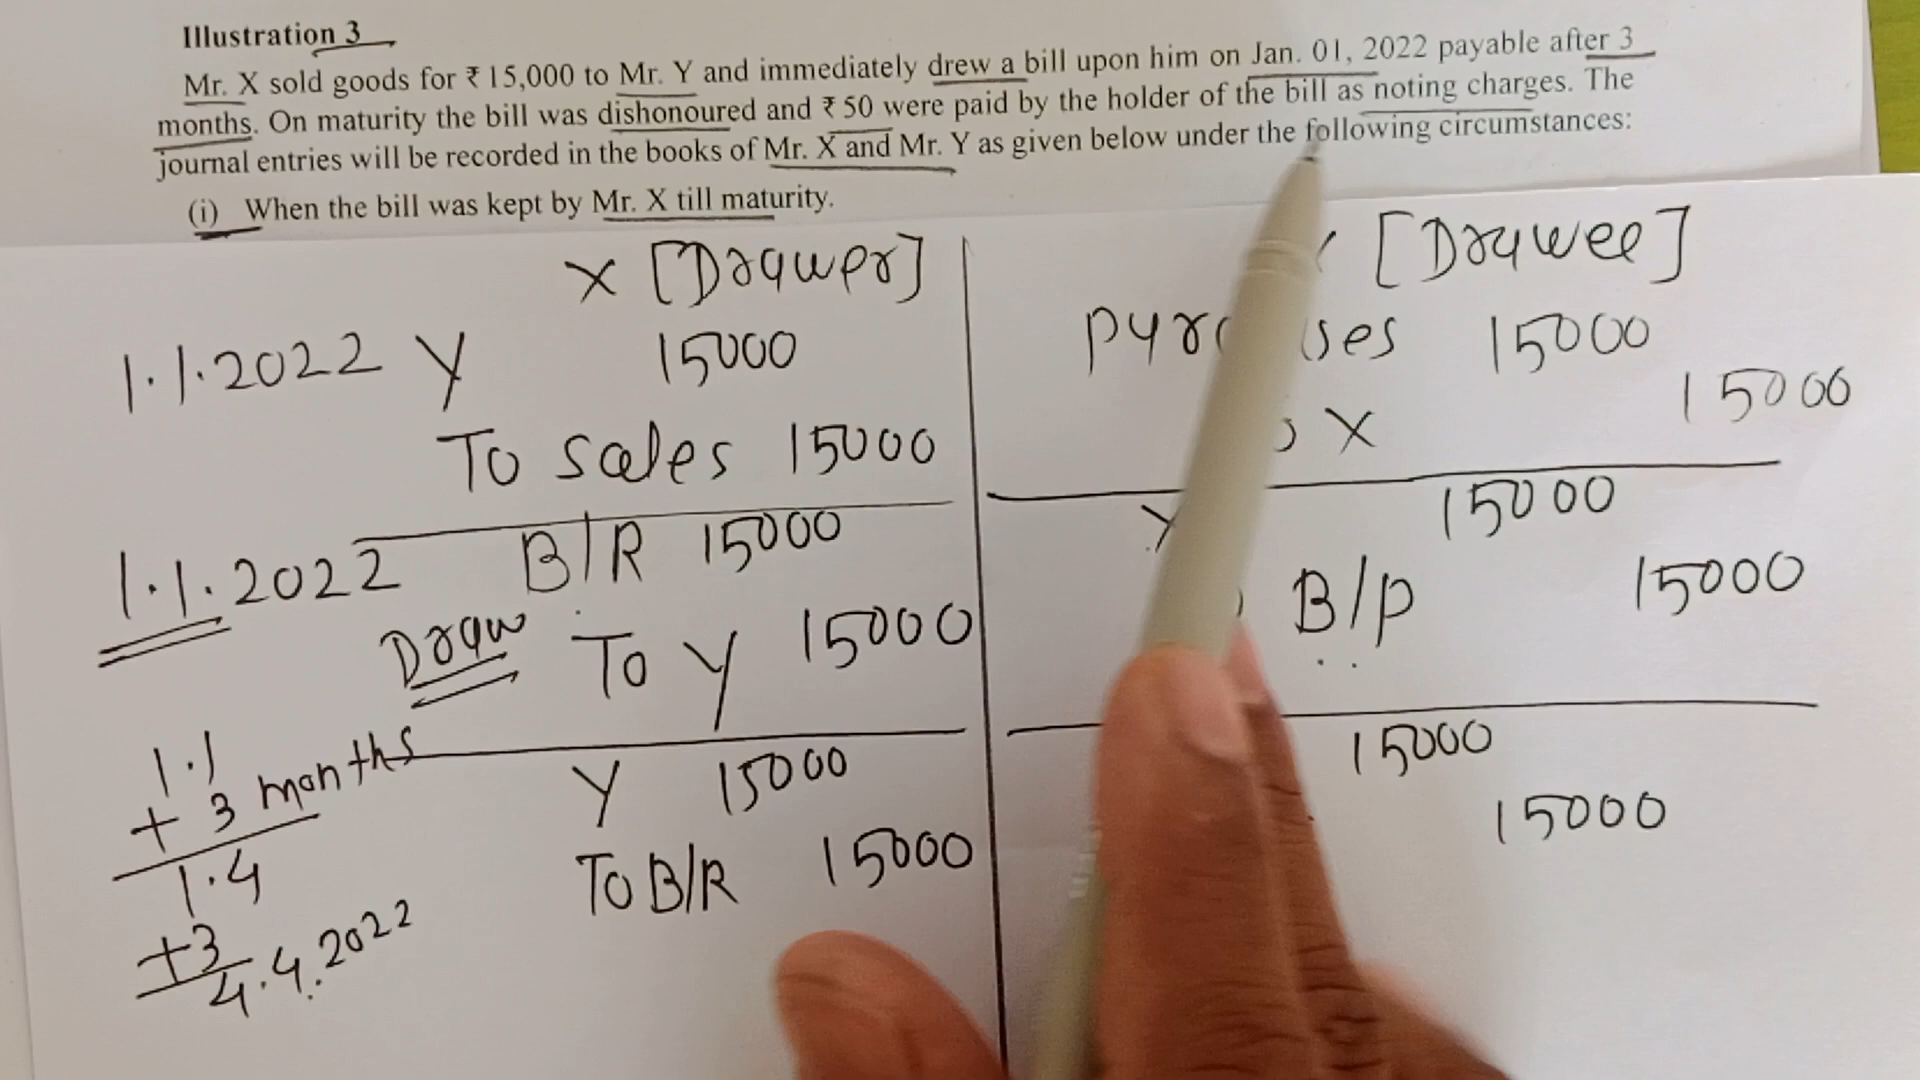 Illustration 3
Mr. X sold goods for ₹ 15,000 to Mr. Y and immediately drew a bill upon him on Jan. 01, 2022 payable after 3
months. On maturity the bill was dishonoured and ₹ 50 were paid by the holder of the bill as noting charges. The
journal entries will be recorded in the books of Mr. X and Mr. Y as given below under the following circumstances:
(i) When the bill was kept by Mr. X till maturity.
X [Drawer]
1.1.2022 Y 15000
To sales 15000
1.1.2022 B/R 15000
Draw To Y 15000
1.1
+ 3 months
1.4
+3
4.4.2022
Y 15000
To B/R 15000
[Drawee]
15000
X 15000
15000
B/P 15000
15000
15000